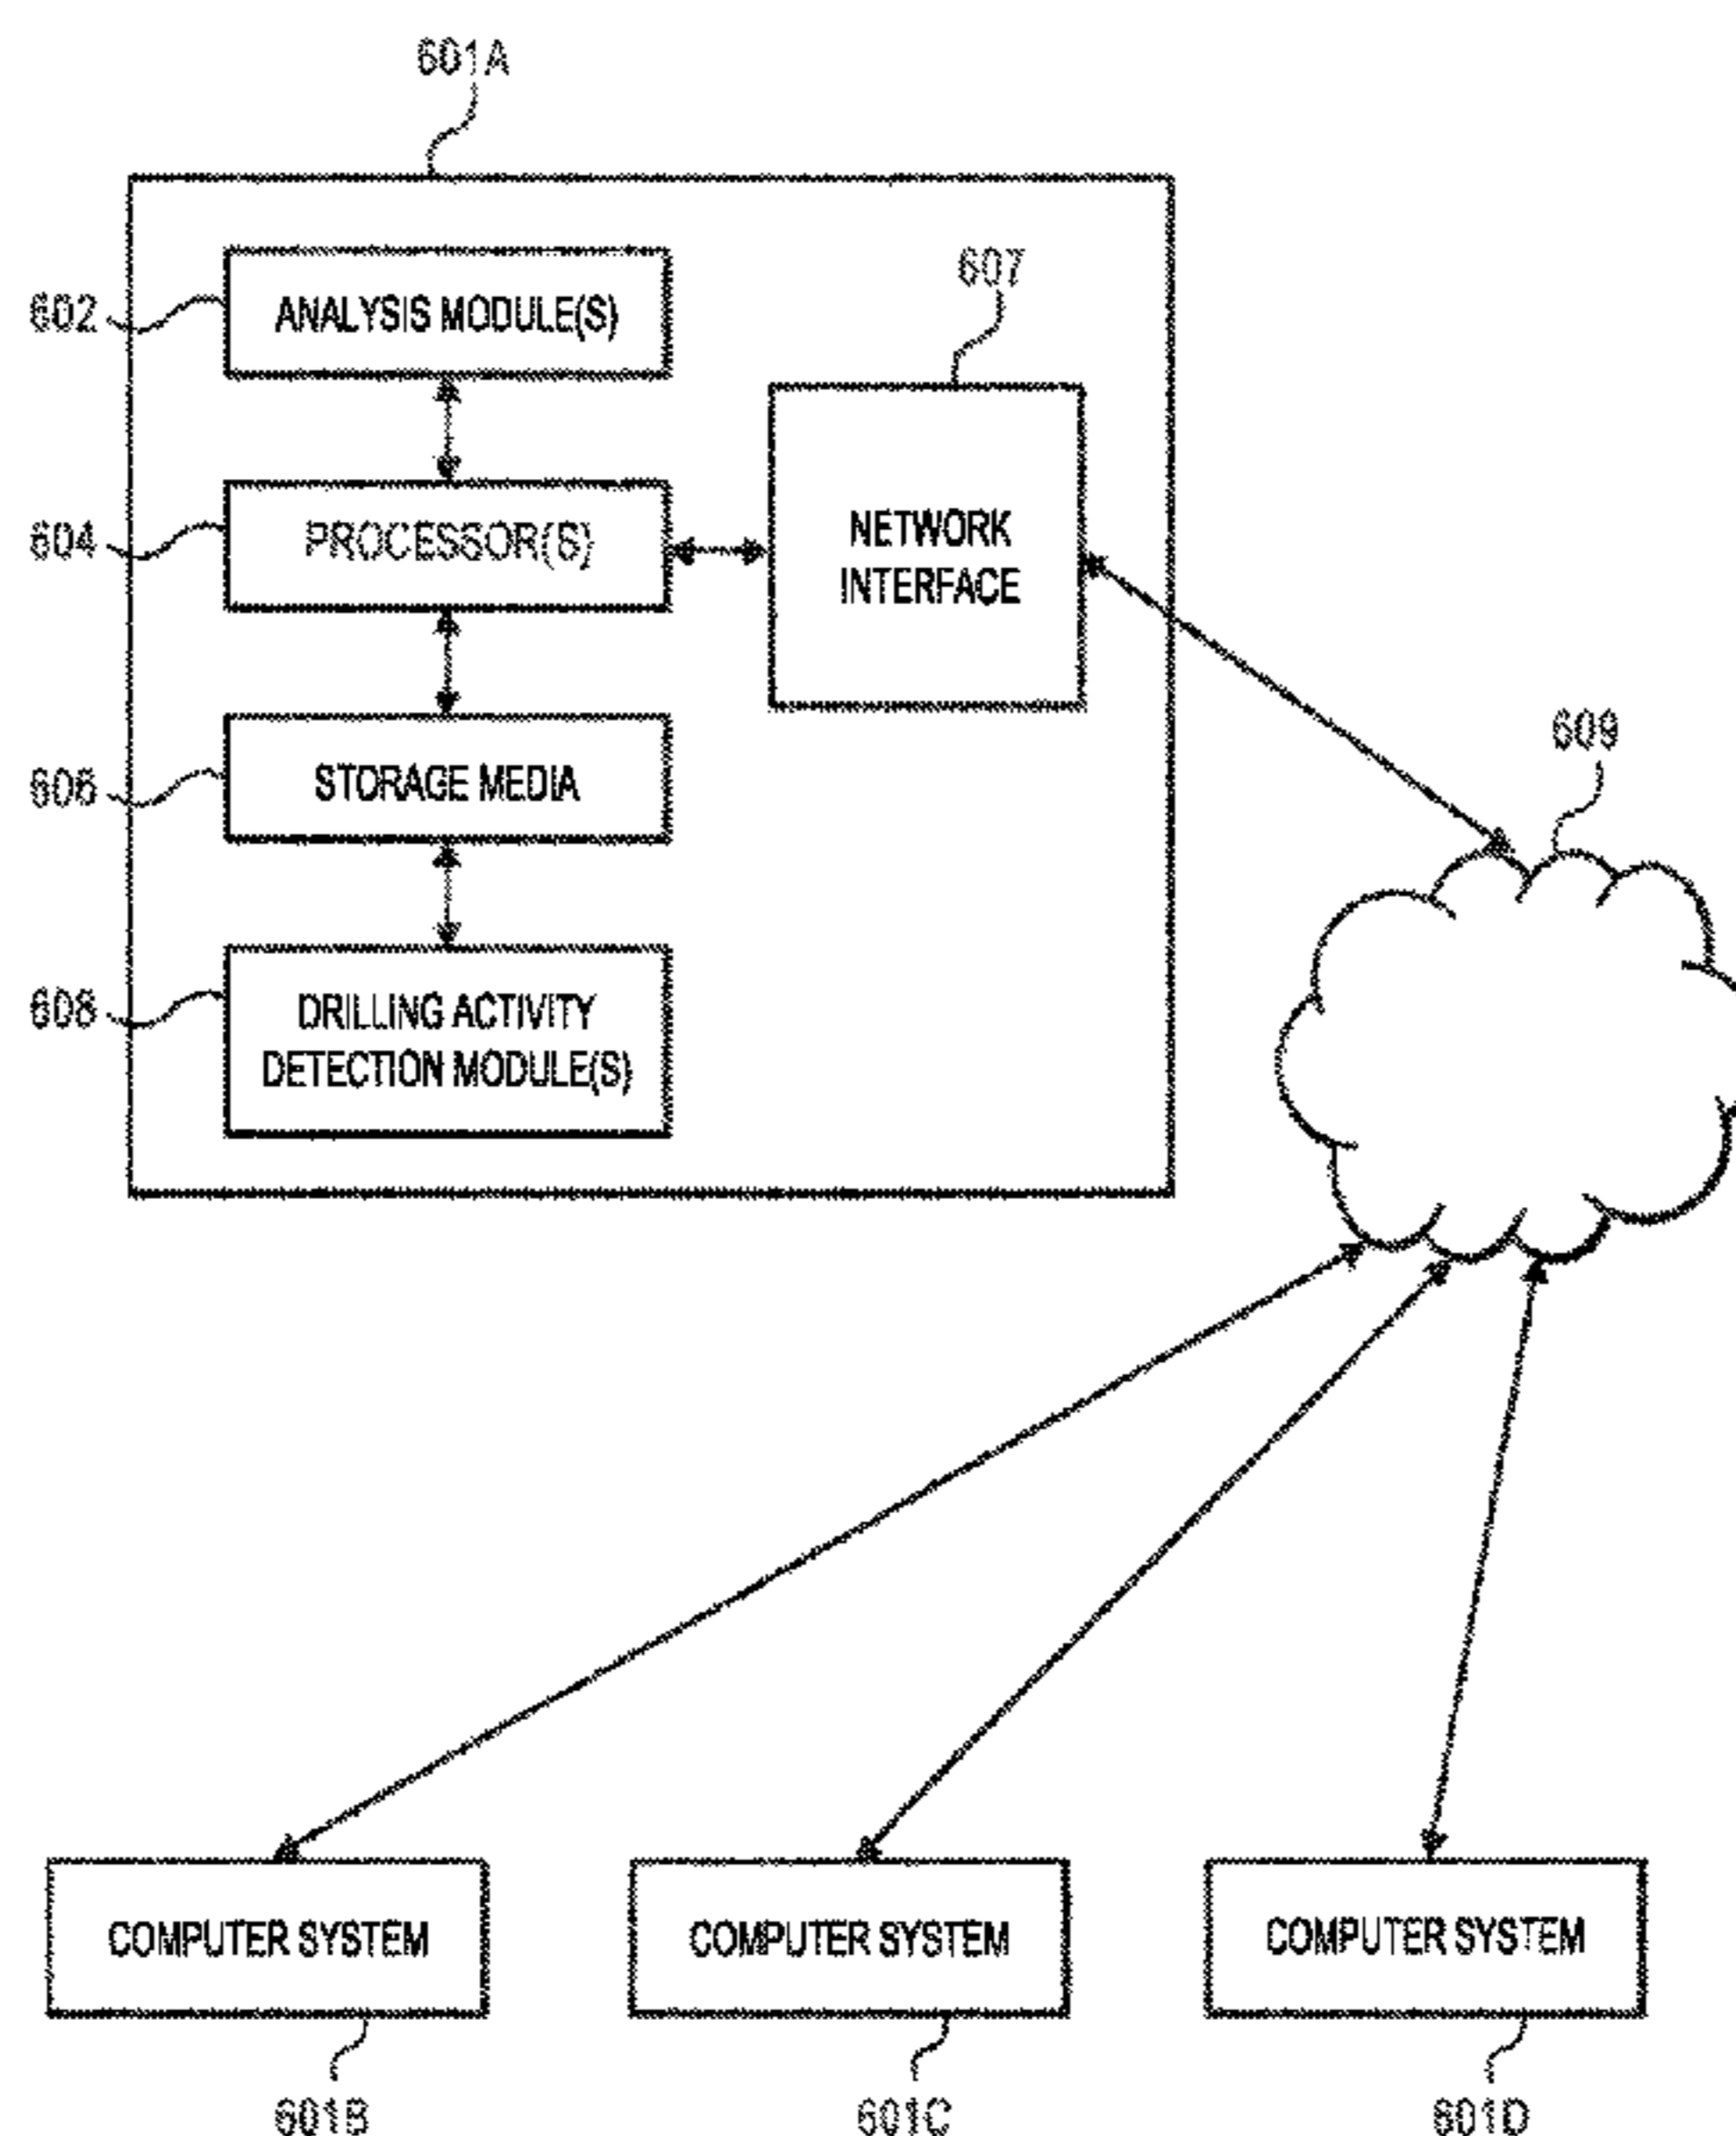 601A
607
602
ANALYSIS MODULE(S)
604
PROCESSOR(S)
NETWORK
INTERFACE
609
606
STORAGE MEDIA
608
DRILLING ACTIVITY
DETECTION MODULE(S)
COMPUTER SYSTEM
COMPUTER SYSTEM
COMPUTER SYSTEM
601B
601C
601D